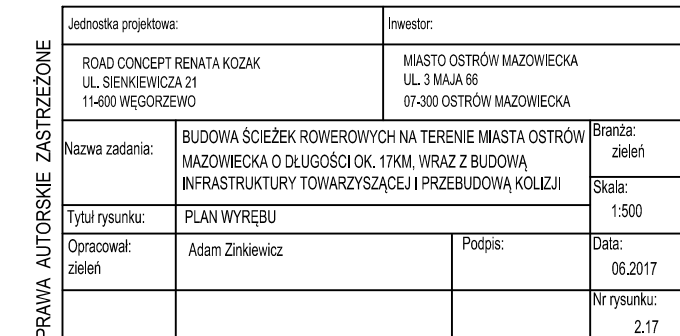 PRAWA AUTORSKIE ZASTRZEŻONE
Jednostka projektowa:
Inwestor:
ROAD CONCEPT RENATA KOZAK
UL. SIENKIEWICZA 21
11-600 WĘGORZEWO
MIASTO OSTRÓW MAZOWIECKA
UL. 3 MAJA 66
07-300 OSTRÓW MAZOWIECKA
Nazwa zadania:
BUDOWA ŚCIEŻEK ROWEROWYCH NA TERENIE MIASTA OSTRÓW
MAZOWIECKA O DŁUGOŚCI OK. 17KM, WRAZ Z BUDOWĄ
INFRASTRUKTURY TOWARZYSZĄCEJ I PRZEBUDOWĄ KOLIZJI
Branża:
zieleń
Skala:
1:500
Tytuł rysunku:
PLAN WYRĘBU
Opracował:
zieleń
Adam Zinkiewicz
Podpis:
Data:
06.2017
Nr rysunku:
2.17